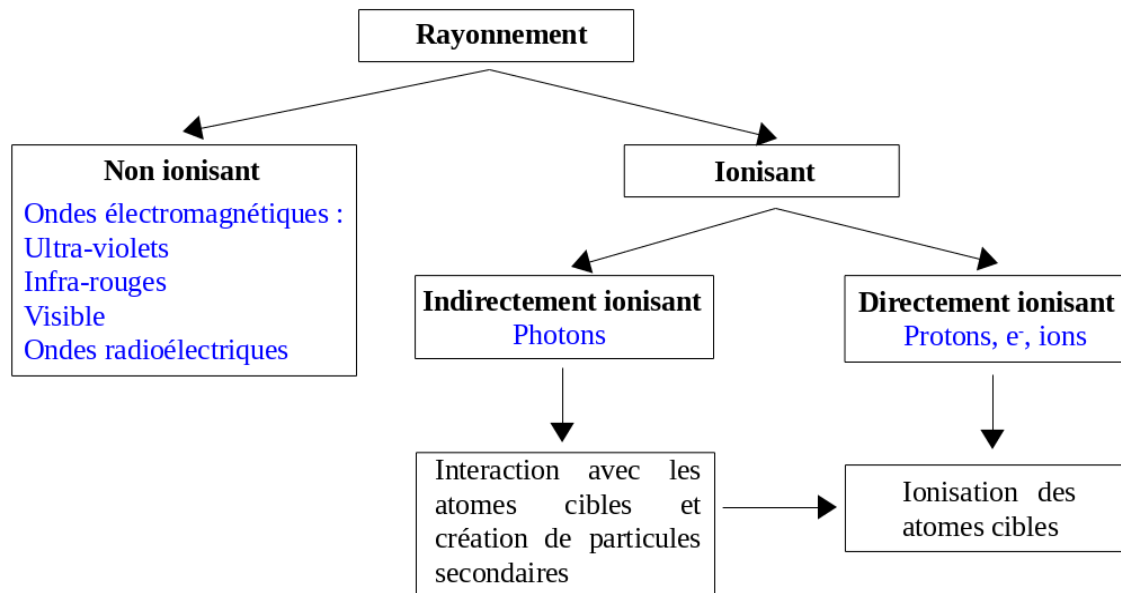 Rayonnement
Non ionisant
Ondes électromagnétiques :
Ultra-violets
Infra-rouges
Visible
Ondes radioélectriques
Ionisant
Indirectement ionisant
Photons
Directement ionisant
Protons, e⁻, ions
Interaction avec les
atomes cibles et
création de particules
secondaires
Ionisation des
atomes cibles